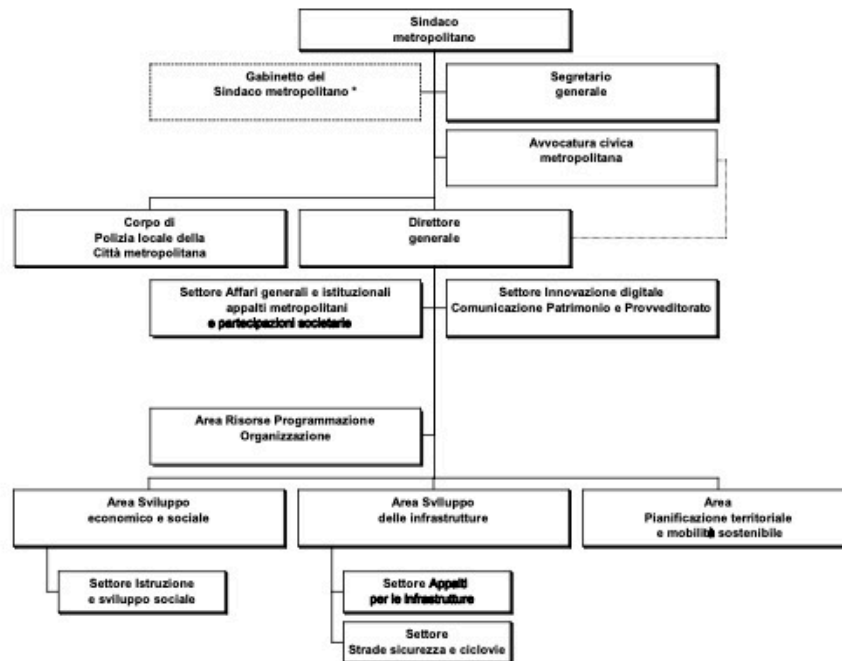 Sindaco
metropolitano
Gabinetto del
Sindaco metropolitano *
Segretario
generale
Avvocatura civica
metropolitana
Corpo di
Polizia locale della
Città metropolitana
Direttore
generale
Settore Affari generali e istituzionali
appalti metropolitani
e partecipazioni societarie
Settore Innovazione digitale
Comunicazione Patrimonio e Provveditorato
Area Risorse Programmazione
Organizzazione
Area Sviluppo
economico e sociale
Area Sviluppo
delle infrastrutture
Area
Pianificazione territoriale
e mobilità sostenibile
Settore Istruzione
e sviluppo sociale
Settore Appalti
per le infrastrutture
Settore
Strade sicurezza e ciclovie